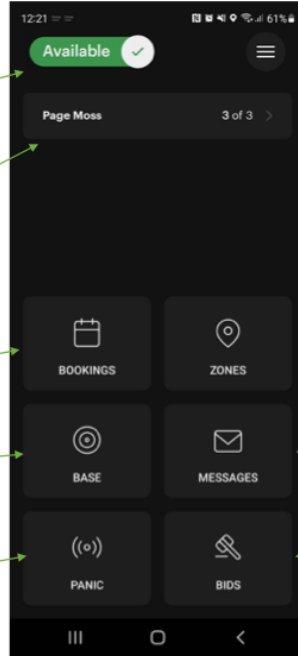 12:21
61%
Available
Page Moss 3 of 3
BOOKINGS ZONES
BASE MESSAGES
PANIC BIDS